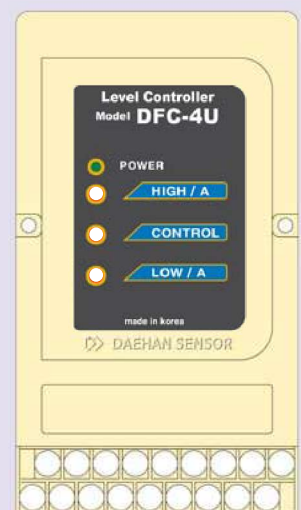 Level Controller
Model DFC-4U
POWER
HIGH / A
CONTROL
LOW / A
made in korea
DAEHAN SENSOR